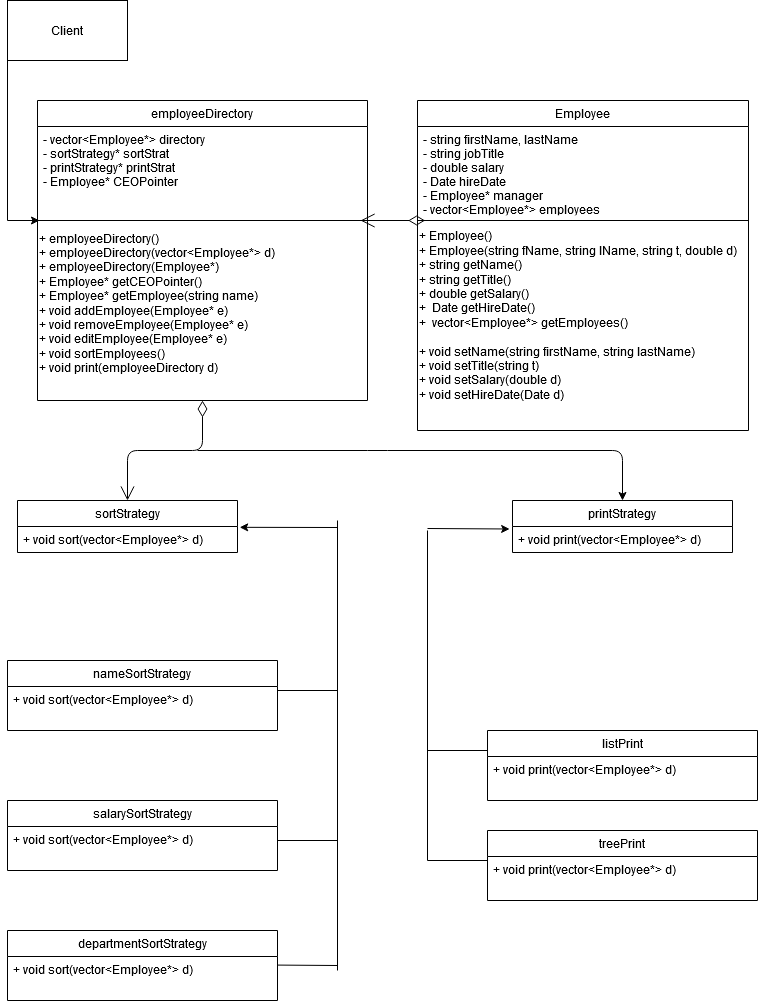 Client
employeeDirectory
- vector<Employee*> directory
- sortStrategy* sortStrat
- printStrategy* printStrat
- Employee* CEOPointer
+ employeeDirectory()
+ employeeDirectory(vector<Employee*> d)
+ employeeDirectory(Employee*)
+ Employee* getCEOPointer()
+ Employee* getEmployee(string name)
+ void addEmployee(Employee* e)
+ void removeEmployee(Employee* e)
+ void editEmployee(Employee* e)
+ void sortEmployees()
+ void print(employeeDirectory d)
Employee
- string firstName, lastName
- string jobTitle
- double salary
- Date hireDate
- Employee* manager
- vector<Employee*> employees
+ Employee()
+ Employee(string fName, string lName, string t, double d)
+ string getName()
+ string getTitle()
+ double getSalary()
+  Date getHireDate()
+  vector<Employee*> getEmployees()
+ void setName(string firstName, string lastName)
+ void setTitle(string t)
+ void setSalary(double d)
+ void setHireDate(Date d)
sortStrategy
+ void sort(vector<Employee*> d)
printStrategy
+ void print(vector<Employee*> d)
nameSortStrategy
+ void sort(vector<Employee*> d)
listPrint
+ void print(vector<Employee*> d)
salarySortStrategy
+ void sort(vector<Employee*> d)
treePrint
+ void print(vector<Employee*> d)
departmentSortStrategy
+ void sort(vector<Employee*> d)